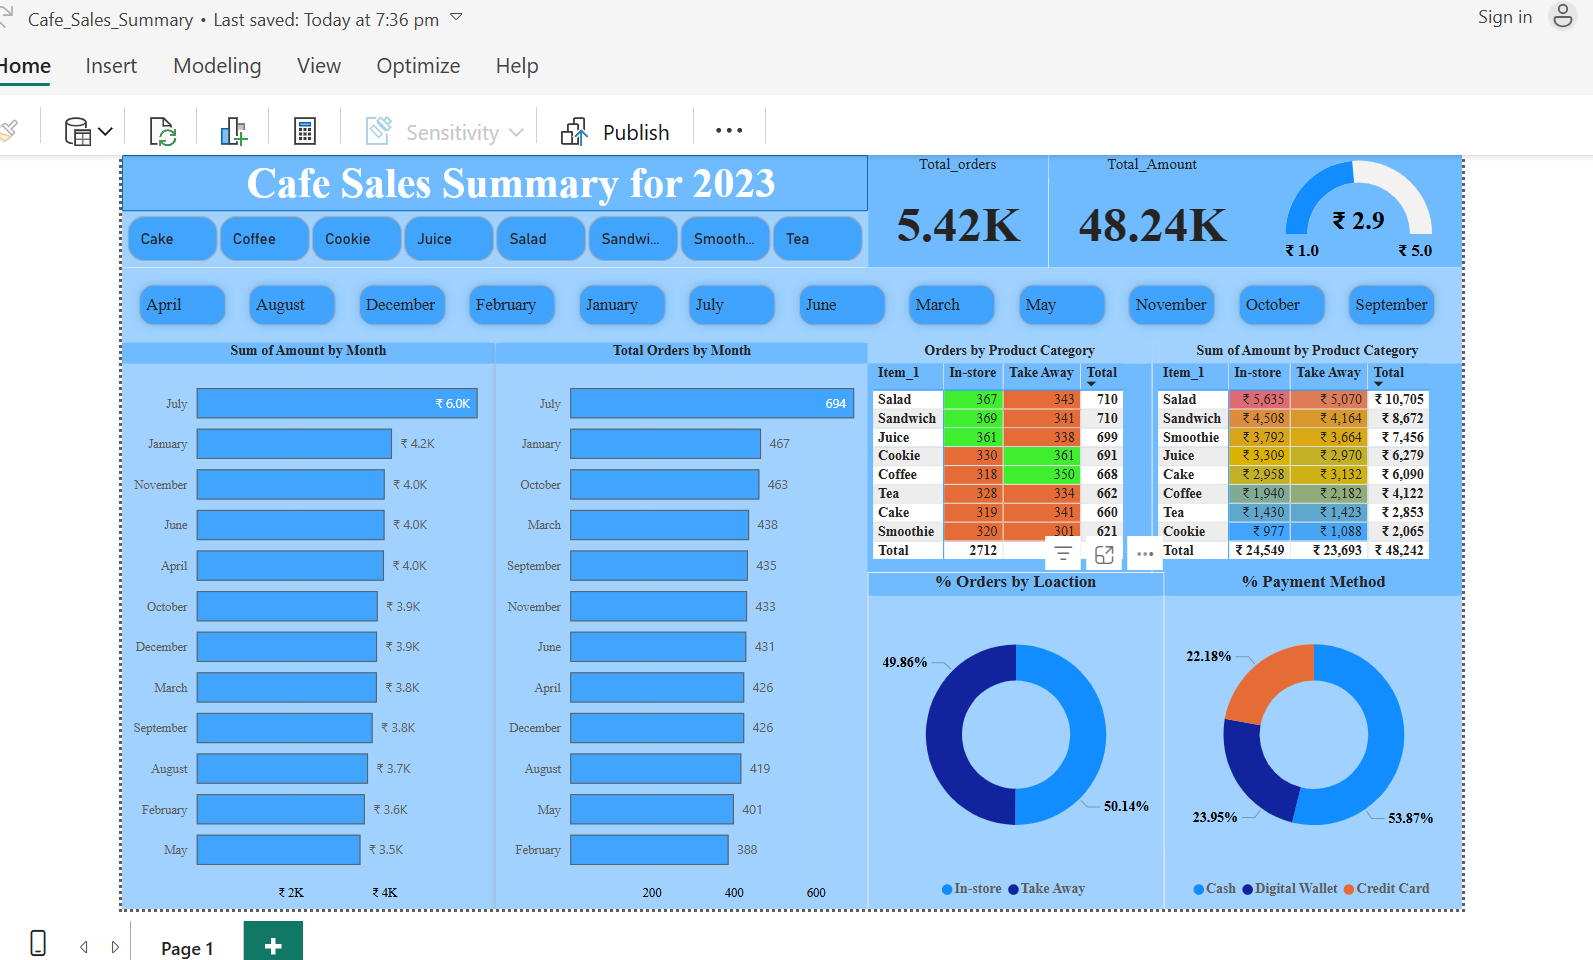 Cafe_Sales_Summary • Last saved: Today at 7:36 pm
Sign in
Home Insert Modeling View Optimize Help
Sensitivity Publish
Cafe Sales Summary for 2023
Cake Coffee Cookie Juice Salad Sandwi... Smooth... Tea
Total_orders
5.42K
Total_Amount
48.24K
₹ 2.9
₹ 1.0 ₹ 5.0
April August December February January July June March May November October September
Sum of Amount by Month
July ₹ 6.0K
January ₹ 4.2K
November ₹ 4.0K
June ₹ 4.0K
April ₹ 4.0K
October ₹ 3.9K
December ₹ 3.9K
March ₹ 3.8K
September ₹ 3.8K
August ₹ 3.7K
February ₹ 3.6K
May ₹ 3.5K
₹ 2K ₹ 4K
Total Orders by Month
July 694
January 467
October 463
March 438
September 435
November 433
June 431
April 426
December 426
August 419
May 401
February 388
200 400 600
Orders by Product Category
Item_1 In-store Take Away Total
Salad 367 343 710
Sandwich 369 341 710
Juice 361 338 699
Cookie 330 361 691
Coffee 318 350 668
Tea 328 334 662
Cake 319 341 660
Smoothie 320 301 621
Total 2712
Sum of Amount by Product Category
Item_1 In-store Take Away Total
Salad ₹ 5,635 ₹ 5,070 ₹ 10,705
Sandwich ₹ 4,508 ₹ 4,164 ₹ 8,672
Smoothie ₹ 3,792 ₹ 3,664 ₹ 7,456
Juice ₹ 3,309 ₹ 2,970 ₹ 6,279
Cake ₹ 2,958 ₹ 3,132 ₹ 6,090
Coffee ₹ 1,940 ₹ 2,182 ₹ 4,122
Tea ₹ 1,430 ₹ 1,423 ₹ 2,853
Cookie ₹ 977 ₹ 1,088 ₹ 2,065
Total ₹ 24,549 ₹ 23,693 ₹ 48,242
% Orders by Loaction
49.86%
50.14%
In-store Take Away
% Payment Method
22.18%
23.95%
53.87%
Cash Digital Wallet Credit Card
Page 1